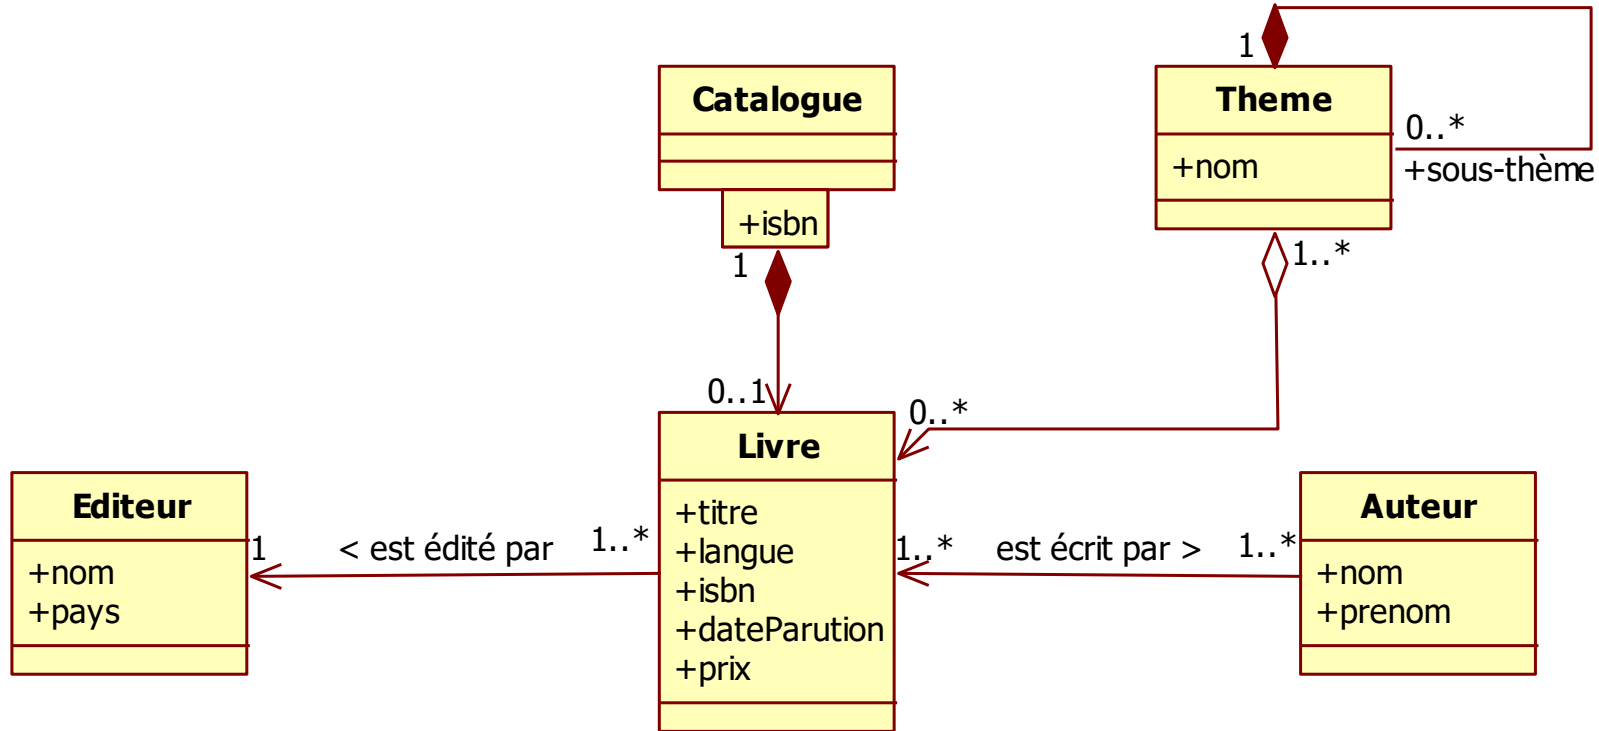 1
Catalogue
Theme
0..*
+nom
+sous-thème
+isbn
1
1..*
0..1
0..*
Livre
Editeur
Auteur
+titre
1
< est édité par
1..*
+langue
1..*
est écrit par >
1..*
+nom
+isbn
+nom
+pays
+dateParution
+prenom
+prix